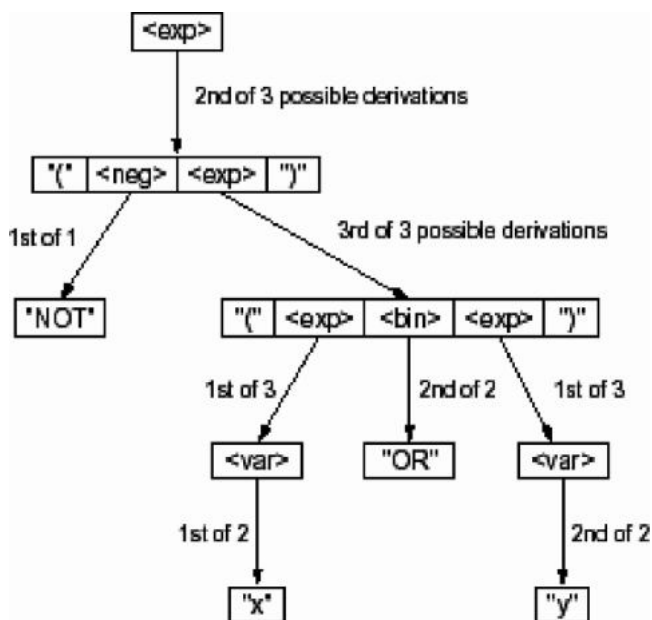 <exp>
2nd of 3 possible derivations
"(" <neg> <exp> ")"
1st of 1
3rd of 3 possible derivations
"NOT"
"(" <exp> <bin> <exp> ")"
1st of 3 2nd of 2 1st of 3
<var> "OR" <var>
1st of 2 2nd of 2
"x" "y"